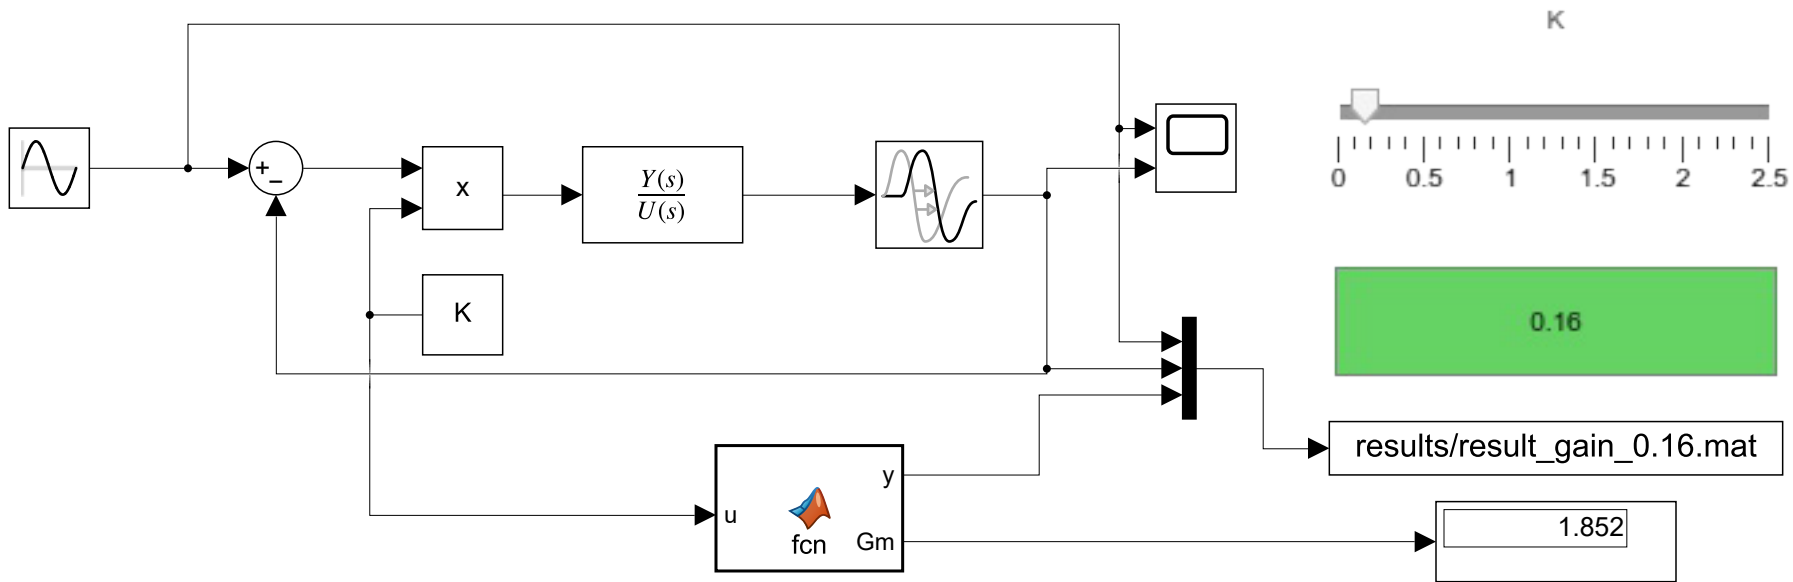 K
0 0.5 1 1.5 2 2.5
+
−
x
Y(s)
U(s)
K
0.16
results/result_gain_0.16.mat
y
u
fcn
Gm
1.852